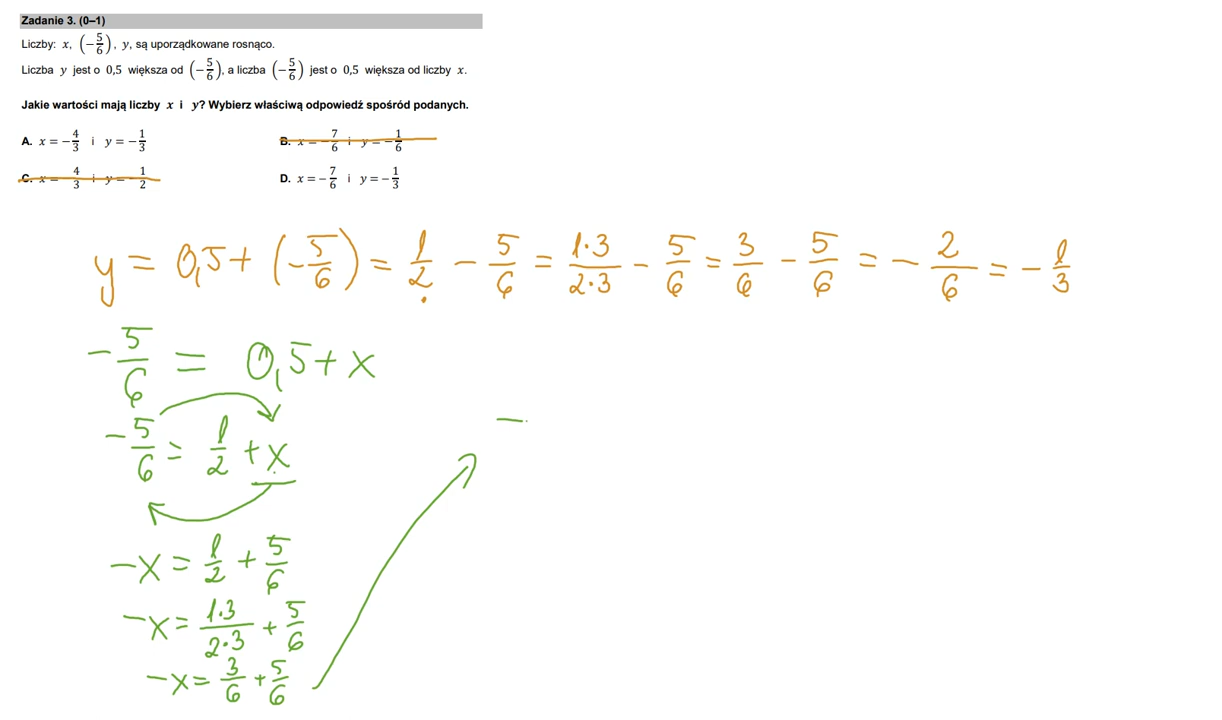 Zadanie 3. (0–1)
Liczby: x, (−5/6), y, są uporządkowane rosnąco.
Liczba y jest o 0,5 większa od (−5/6), a liczba (−5/6) jest o 0,5 większa od liczby x.
Jakie wartości mają liczby x i y? Wybierz właściwą odpowiedź spośród podanych.
A. x = −4/3 i y = −1/3
B. x = −7/6 i y = −1/6
C. x = −4/3 i y = −1/2
D. x = −7/6 i y = −1/3
y = 0,5 + (−5/6) = 1/2 − 5/6 = 1·3/2·3 − 5/6 = 3/6 − 5/6 = −2/6 = −1/3
−5/6 = 0,5 + x
−5/6 = 1/2 + x
−x = 1/2 + 5/6
−x = 1·3/2·3 + 5/6
−x = 3/6 + 5/6
−